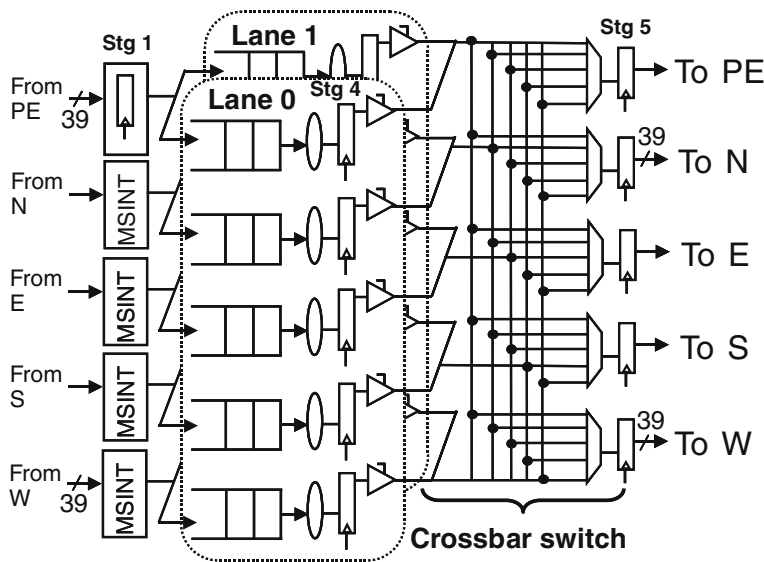 Stg 1
Lane 1
Stg 5
From
PE
39
Lane 0
Stg 4
To PE
From
N
MSINT
39
To N
From
E
MSINT
To E
From
S
MSINT
To S
From
W
39
MSINT
39
To W
Crossbar switch